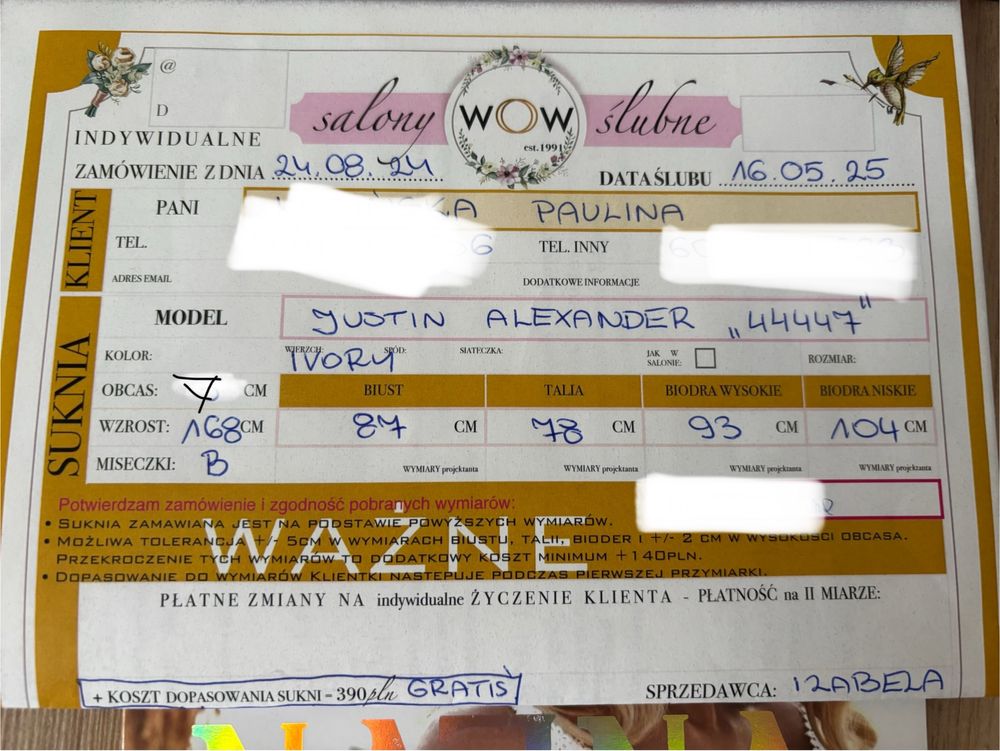 @
D
salony WOW ślubne
est.1991
INDYWIDUALNE
ZAMÓWIENIE Z DNIA 24.08.24
DATA ŚLUBU 16.05.25
KLIENT
PANI PAULINA
TEL. TEL. INNY
ADRES EMAIL DODATKOWE INFORMACJE
SUKNIA
MODEL JUSTIN ALEXANDER „44447"
KOLOR: WIERZCH: IVORY SPÓD: SIATECZKA: JAK W SALONIE: ROZMIAR:
OBCAS: 7 CM BIUST TALIA BIODRA WYSOKIE BIODRA NISKIE
WZROST: 168 CM 87 CM 78 CM 93 CM 104 CM
MISECZKI: B WYMIARY projektanta WYMIARY projektanta WYMIARY projektanta WYMIARY projektanta
Potwierdzam zamówienie i zgodność pobranych wymiarów:
WAŻNE
• SUKNIA ZAMAWIANA JEST NA PODSTAWIE POWYŻSZYCH WYMIARÓW.
• MOŻLIWA TOLERANCJA +/- 5CM W WYMIARACH BIUSTU, TALII, BIODER I +/- 2 CM W WYSOKOŚCI OBCASA.
PRZEKROCZENIE TYCH WYMIARÓW TO DODATKOWY KOSZT MINIMUM +140PLN.
• DOPASOWANIE DO WYMIARÓW KLIENTKI NASTĘPUJE PODCZAS PIERWSZEJ PRZYMIARKI.
PŁATNE ZMIANY NA indywidualne ŻYCZENIE KLIENTA - PŁATNOŚĆ na II MIARZE:
+ KOSZT DOPASOWANIA SUKNI = 390 pln GRATIS
SPRZEDAWCA: IZABELA